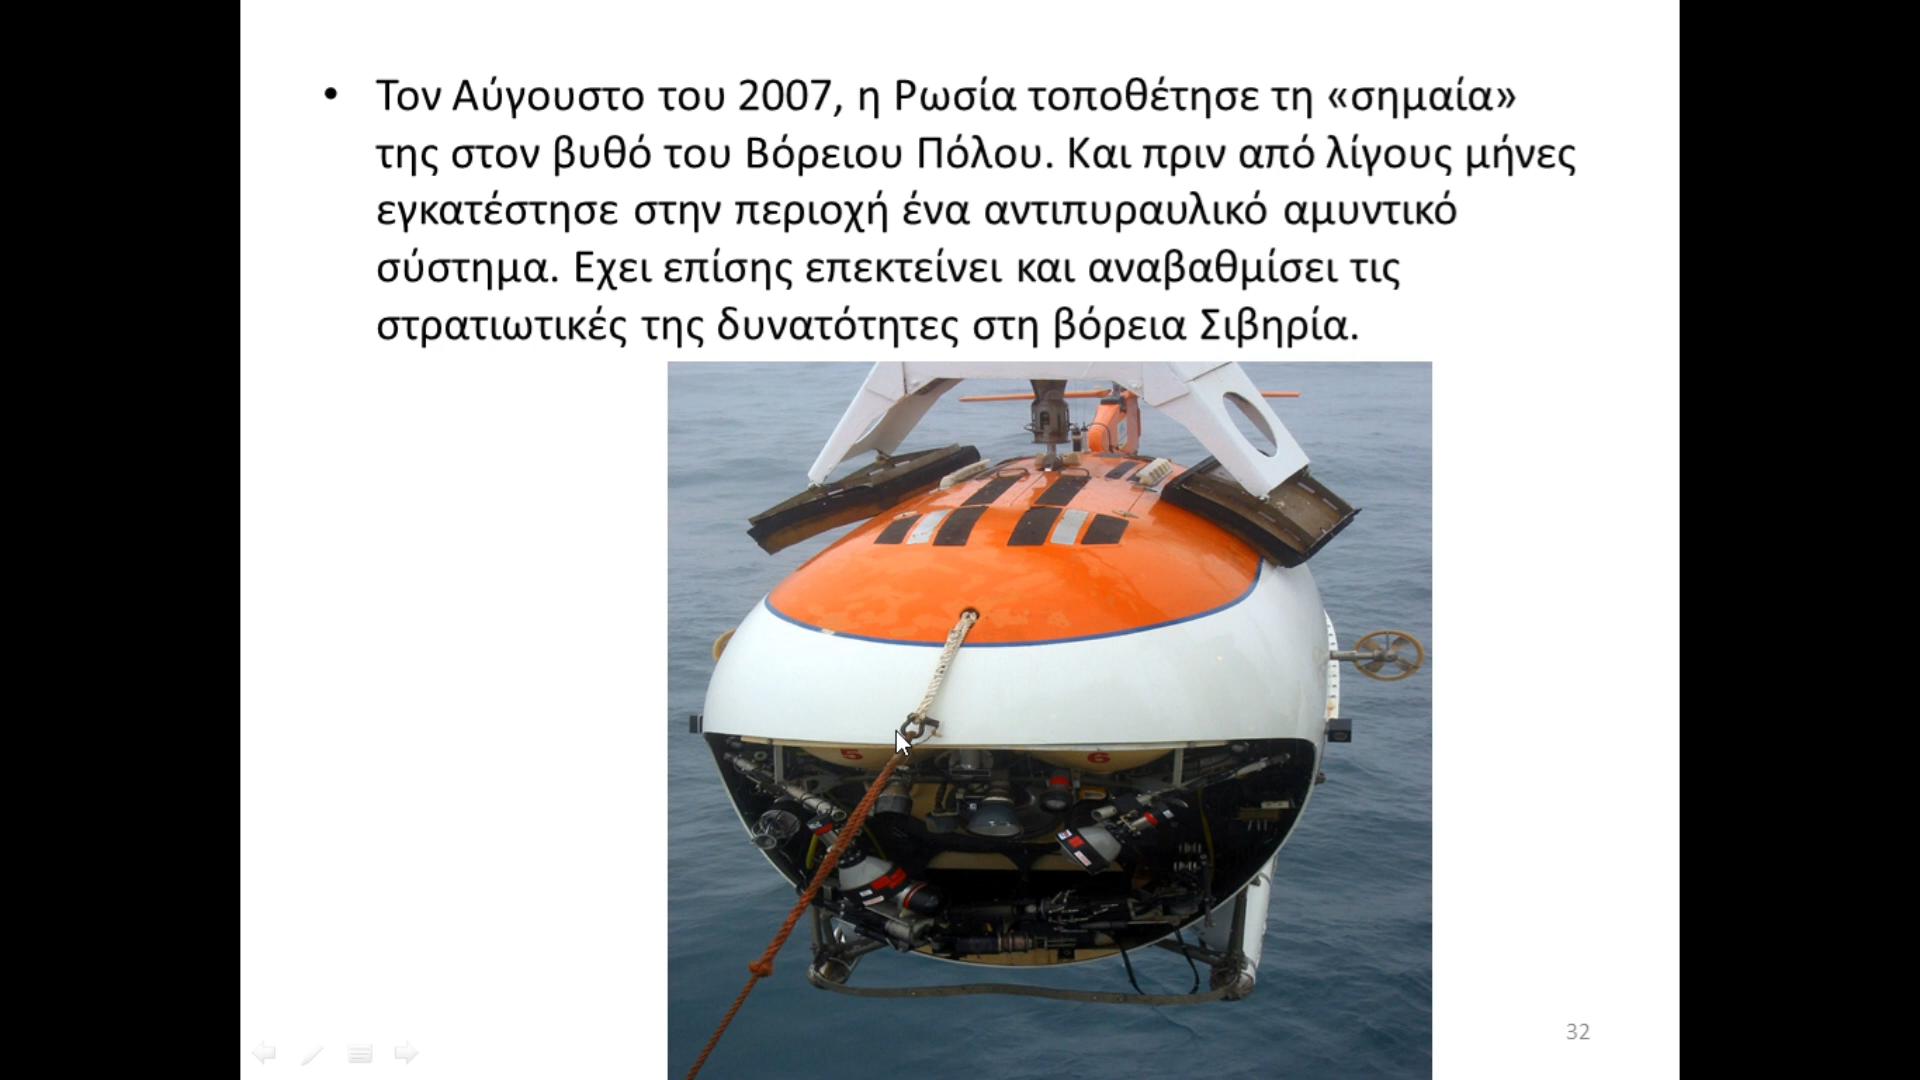 • Τον Αύγουστο του 2007, η Ρωσία τοποθέτησε τη «σημαία»
της στον βυθό του Βόρειου Πόλου. Και πριν από λίγους μήνες
εγκατέστησε στην περιοχή ένα αντιπυραυλικό αμυντικό
σύστημα. Εχει επίσης επεκτείνει και αναβαθμίσει τις
στρατιωτικές της δυνατότητες στη βόρεια Σιβηρία.
5
6
32